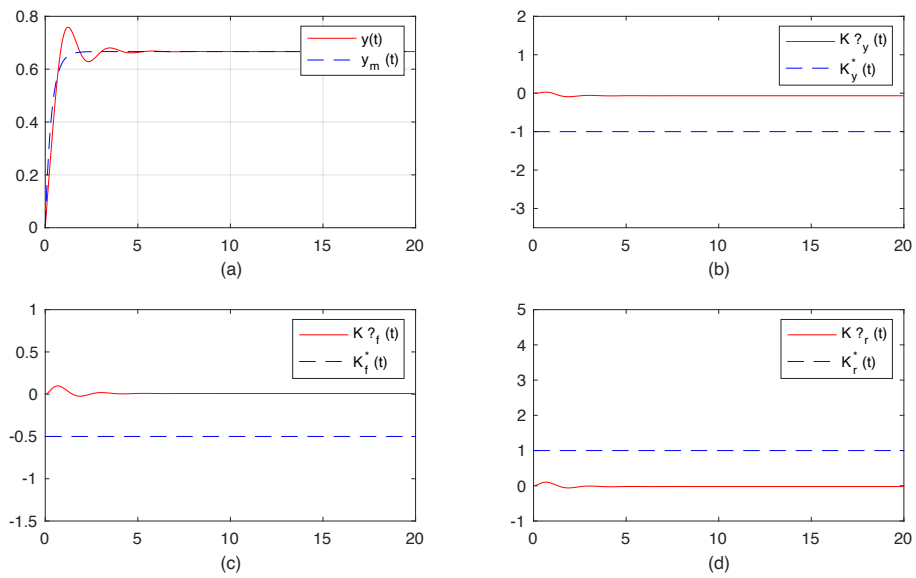 0.8
0.6
0.4
0.2
0
0 5 10 15 20
y(t)
y_m (t)
(a)
2
1
0
-1
-2
-3
0 5 10 15 20
K ?_y (t)
K_y^* (t)
(b)
1
0.5
0
-0.5
-1
-1.5
0 5 10 15 20
K ?_f (t)
K_f^* (t)
(c)
5
4
3
2
1
0
-1
0 5 10 15 20
K ?_r (t)
K_r^* (t)
(d)